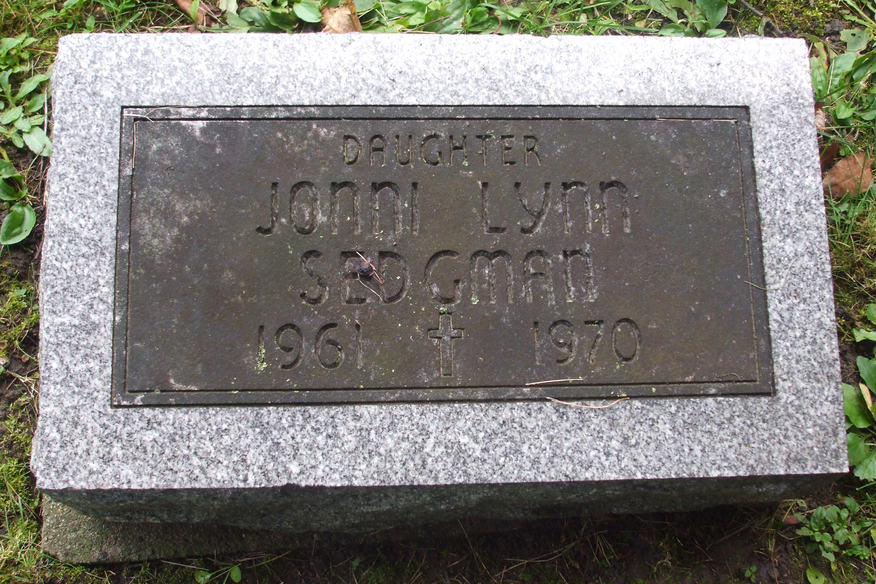 DAUGHTER
JONNI LYNN
SEDGMAN
1961 1970